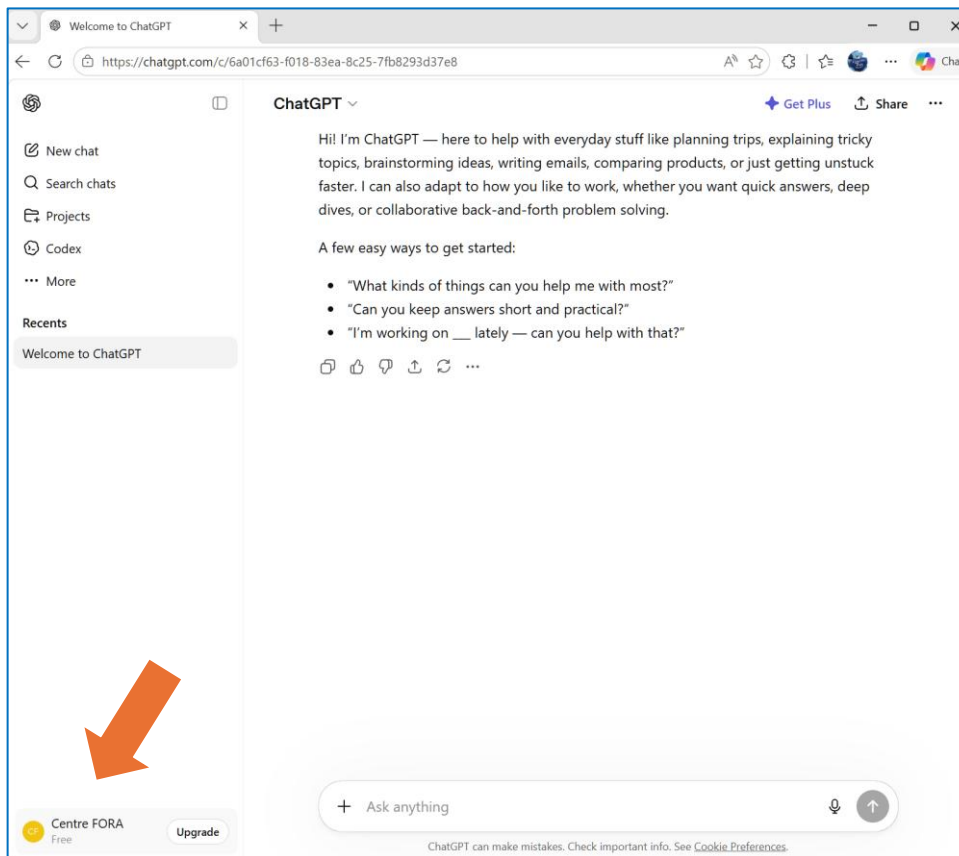 Welcome to ChatGPT
https://chatgpt.com/c/6a01cf63-f018-83ea-8c25-7fb8293d37e8
Cha
ChatGPT
Get Plus
Share
New chat
Search chats
Projects
Codex
More
Recents
Welcome to ChatGPT
Hi! I'm ChatGPT — here to help with everyday stuff like planning trips, explaining tricky
topics, brainstorming ideas, writing emails, comparing products, or just getting unstuck
faster. I can also adapt to how you like to work, whether you want quick answers, deep
dives, or collaborative back-and-forth problem solving.
A few easy ways to get started:
• "What kinds of things can you help me with most?"
• "Can you keep answers short and practical?"
• "I'm working on __ lately — can you help with that?"
CF
Centre FORA
Free
Upgrade
Ask anything
ChatGPT can make mistakes. Check important info. See Cookie Preferences.